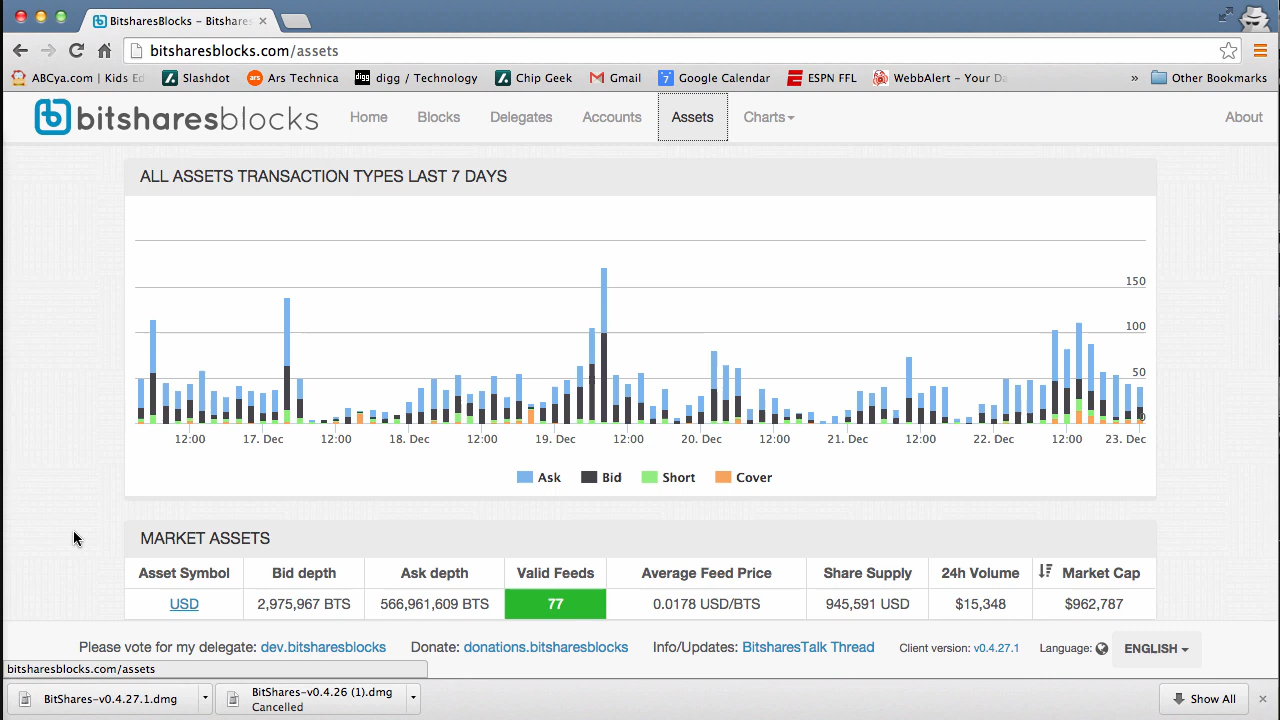 BitsharesBlocks – Bitshares
bitsharesblocks.com/assets
ABCya.com | Kids Ed Slashdot Ars Technica digg / Technology Chip Geek Gmail 7 Google Calendar ESPN FFL WebbAlert – Your Da » Other Bookmarks
bitsharesblocks Home Blocks Delegates Accounts Assets Charts About
ALL ASSETS TRANSACTION TYPES LAST 7 DAYS
150
100
50
0
12:00 17. Dec 12:00 18. Dec 12:00 19. Dec 12:00 20. Dec 12:00 21. Dec 12:00 22. Dec 12:00 23. Dec
Ask Bid Short Cover
MARKET ASSETS
Asset Symbol Bid depth Ask depth Valid Feeds Average Feed Price Share Supply 24h Volume Market Cap
USD 2,975,967 BTS 566,961,609 BTS 77 0.0178 USD/BTS 945,591 USD $15,348 $962,787
Please vote for my delegate: dev.bitsharesblocks Donate: donations.bitsharesblocks Info/Updates: BitsharesTalk Thread Client version: v0.4.27.1 Language: ENGLISH
bitsharesblocks.com/assets
BitShares-v0.4.27.1.dmg BitShares-v0.4.26 (1).dmg Show All
Cancelled